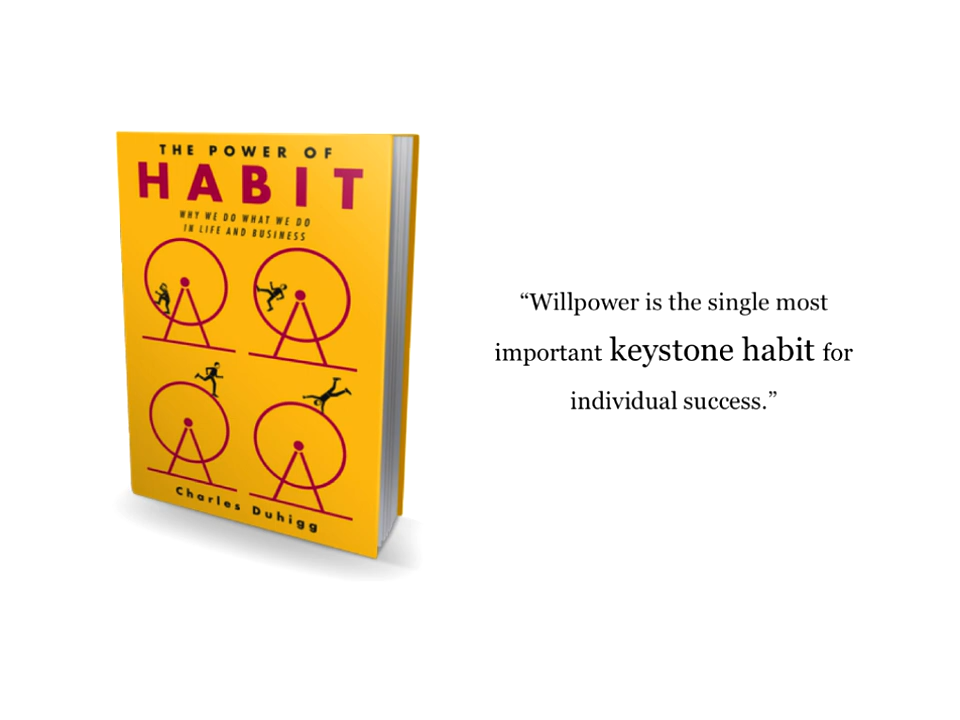 THE POWER OF
HABIT
WHY WE DO WHAT WE DO
IN LIFE AND BUSINESS
Charles Duhigg
“Willpower is the single most
important keystone habit for
individual success.”